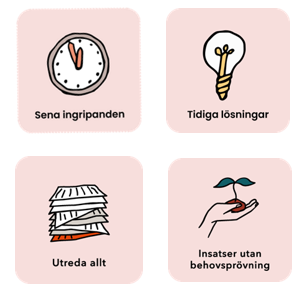 Sena ingripanden
Tidiga lösningar
Utreda allt
Insatser utan
behovsprövning